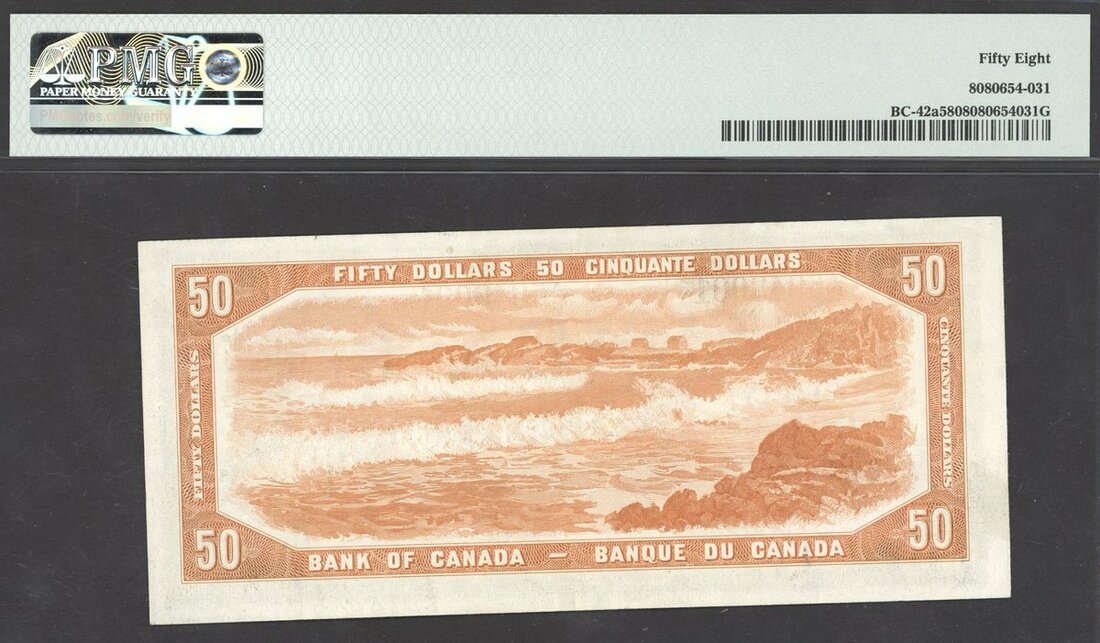 PMG
PAPER MONEY GUARANTY
PMGnotes.com/verify
Fifty Eight
8080654-031
BC-42a5808080654031G
FIFTY DOLLARS 50 CINQUANTE DOLLARS
50
50
FIFTY DOLLARS
CINQUANTE DOLLARS
50
50
BANK OF CANADA — BANQUE DU CANADA